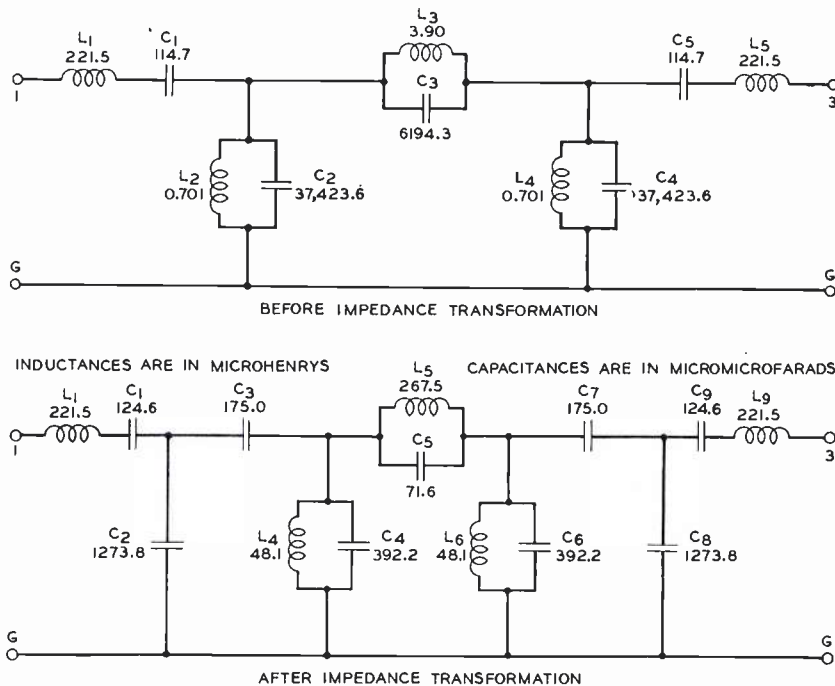 L1
221.5
C1
114.7
L3
3.90
C3
6194.3
C5
114.7
L5
221.5
1
3
L2
0.701
C2
37,423.6
L4
0.701
C4
37,423.6
G
G
BEFORE IMPEDANCE TRANSFORMATION
INDUCTANCES ARE IN MICROHENRYS
CAPACITANCES ARE IN MICROMICROFARADS
L1
221.5
C1
124.6
C3
175.0
L5
267.5
C5
71.6
C7
175.0
C9
124.6
L9
221.5
1
3
C2
1273.8
L4
48.1
C4
392.2
L6
48.1
C6
392.2
C8
1273.8
G
G
AFTER IMPEDANCE TRANSFORMATION